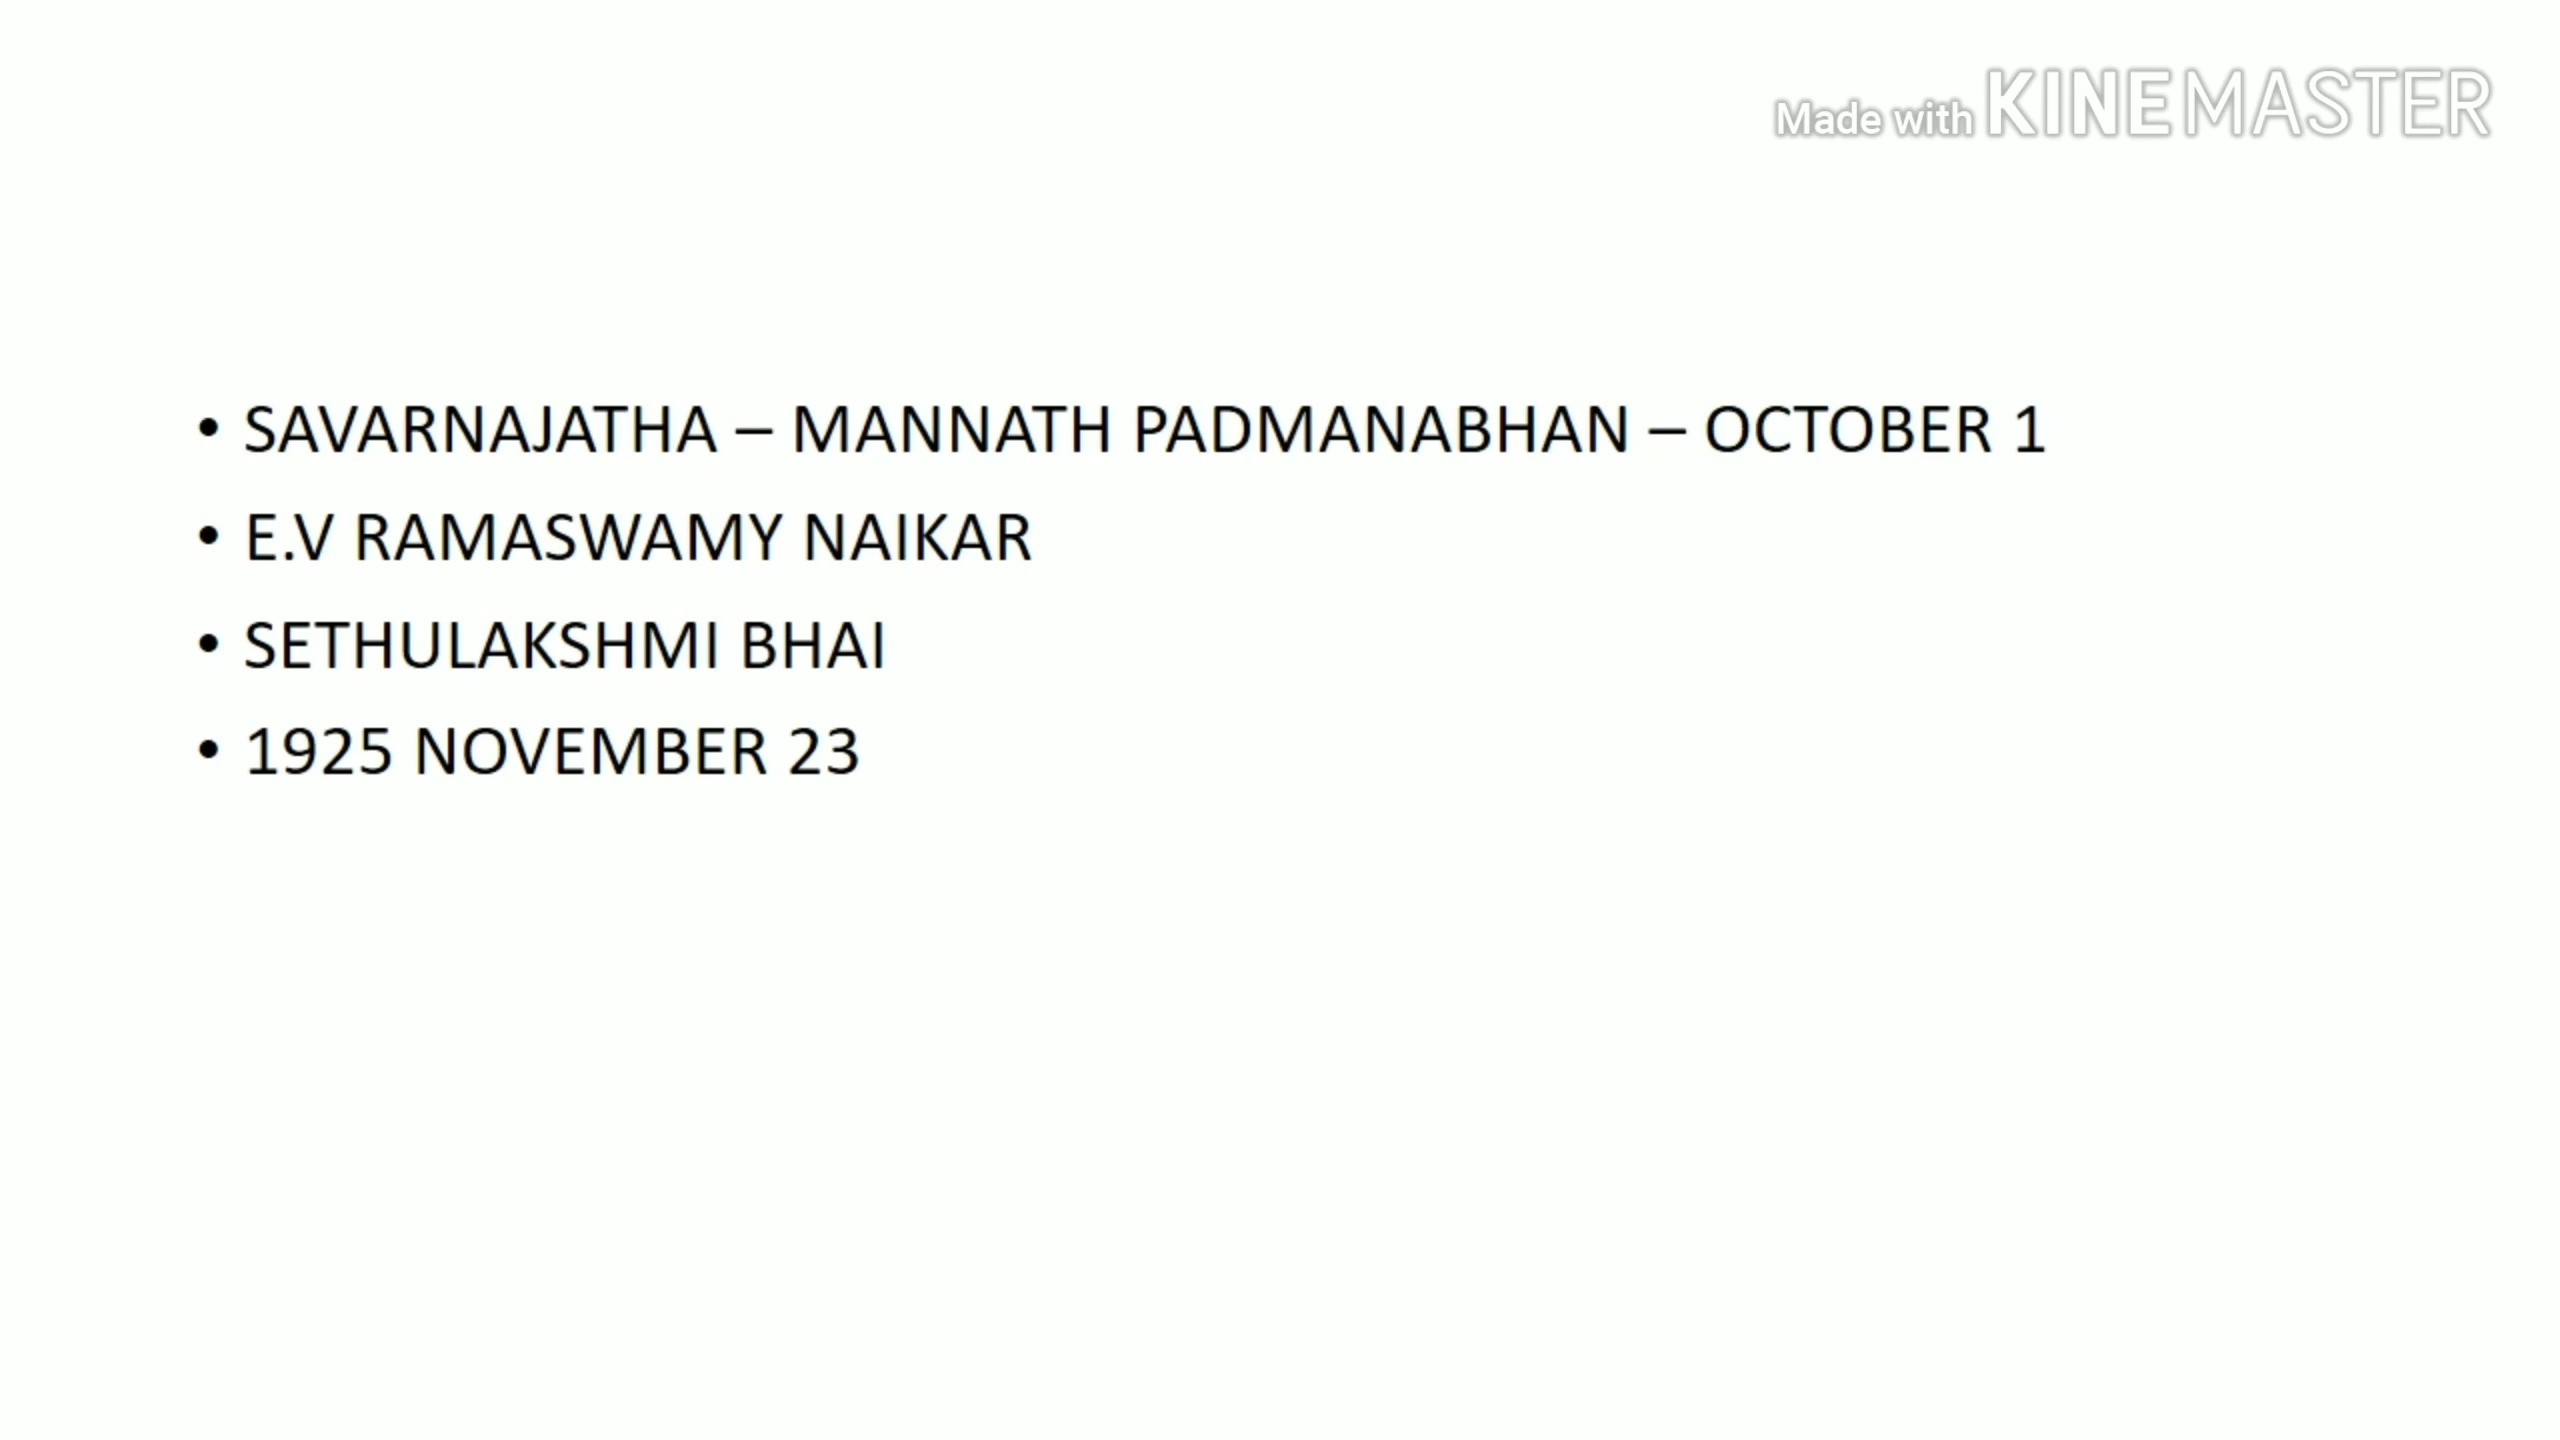 Made with KINEMASTER
• SAVARNAJATHA – MANNATH PADMANABHAN – OCTOBER 1
• E.V RAMASWAMY NAIKAR
• SETHULAKSHMI BHAI
• 1925 NOVEMBER 23